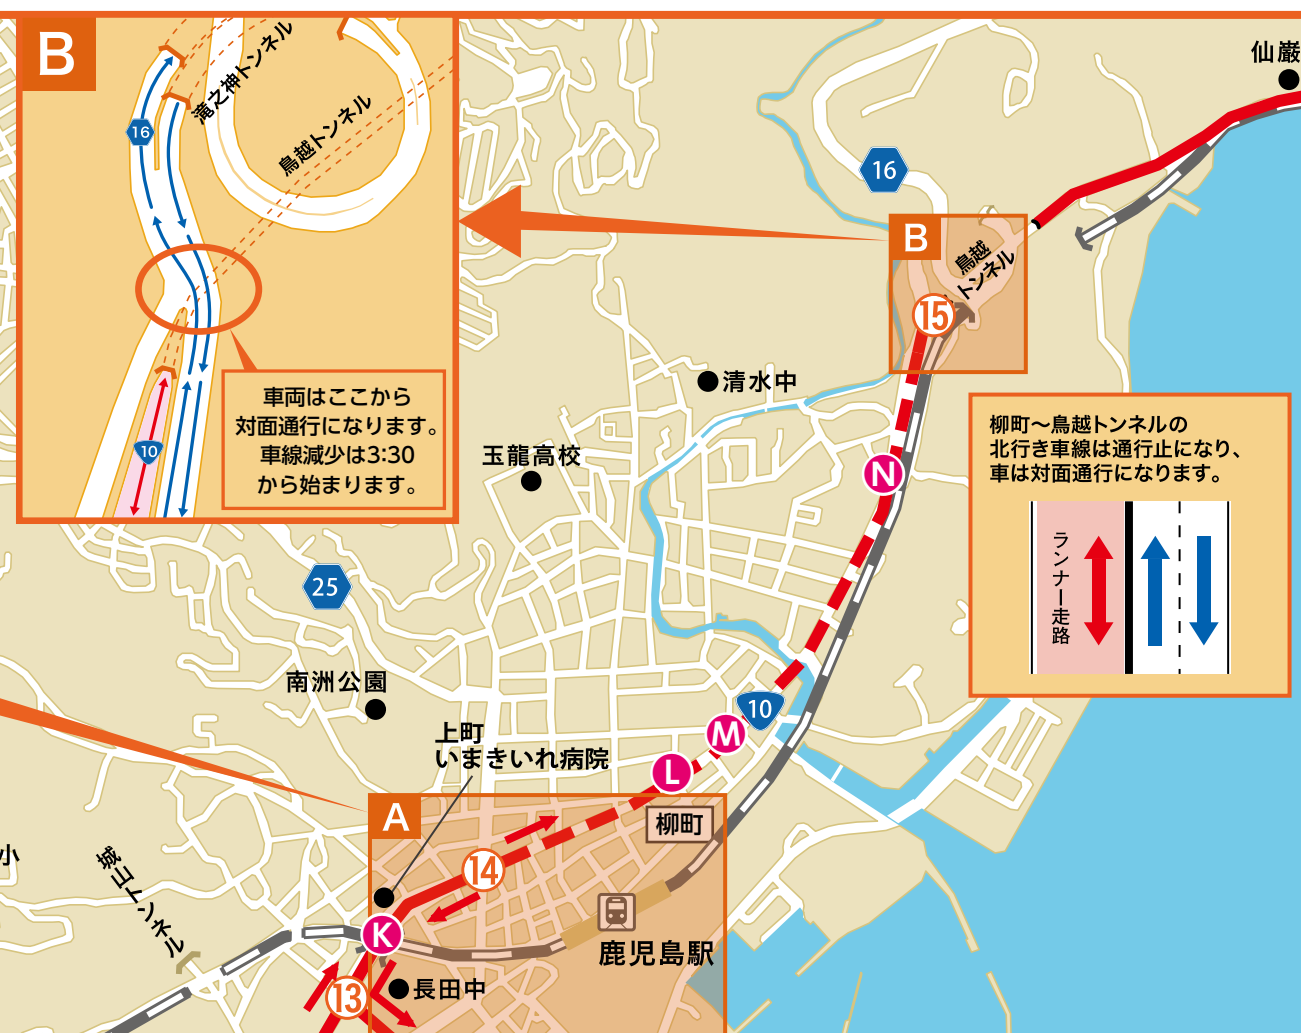 B
滝之神トンネル
鳥越トンネル
16
10
車両はここから
対面通行になります。
車線減少は3:30
から始まります。
仙巌
16
B
鳥越
トンネル
15
清水中
玉龍高校
N
柳町〜鳥越トンネルの
北行き車線は通行止になり、
車は対面通行になります。
ランナー走路
25
南洲公園
10
M
上町
いまきいれ病院
L
A
柳町
14
小
城山トンネル
K
鹿児島駅
13
長田中